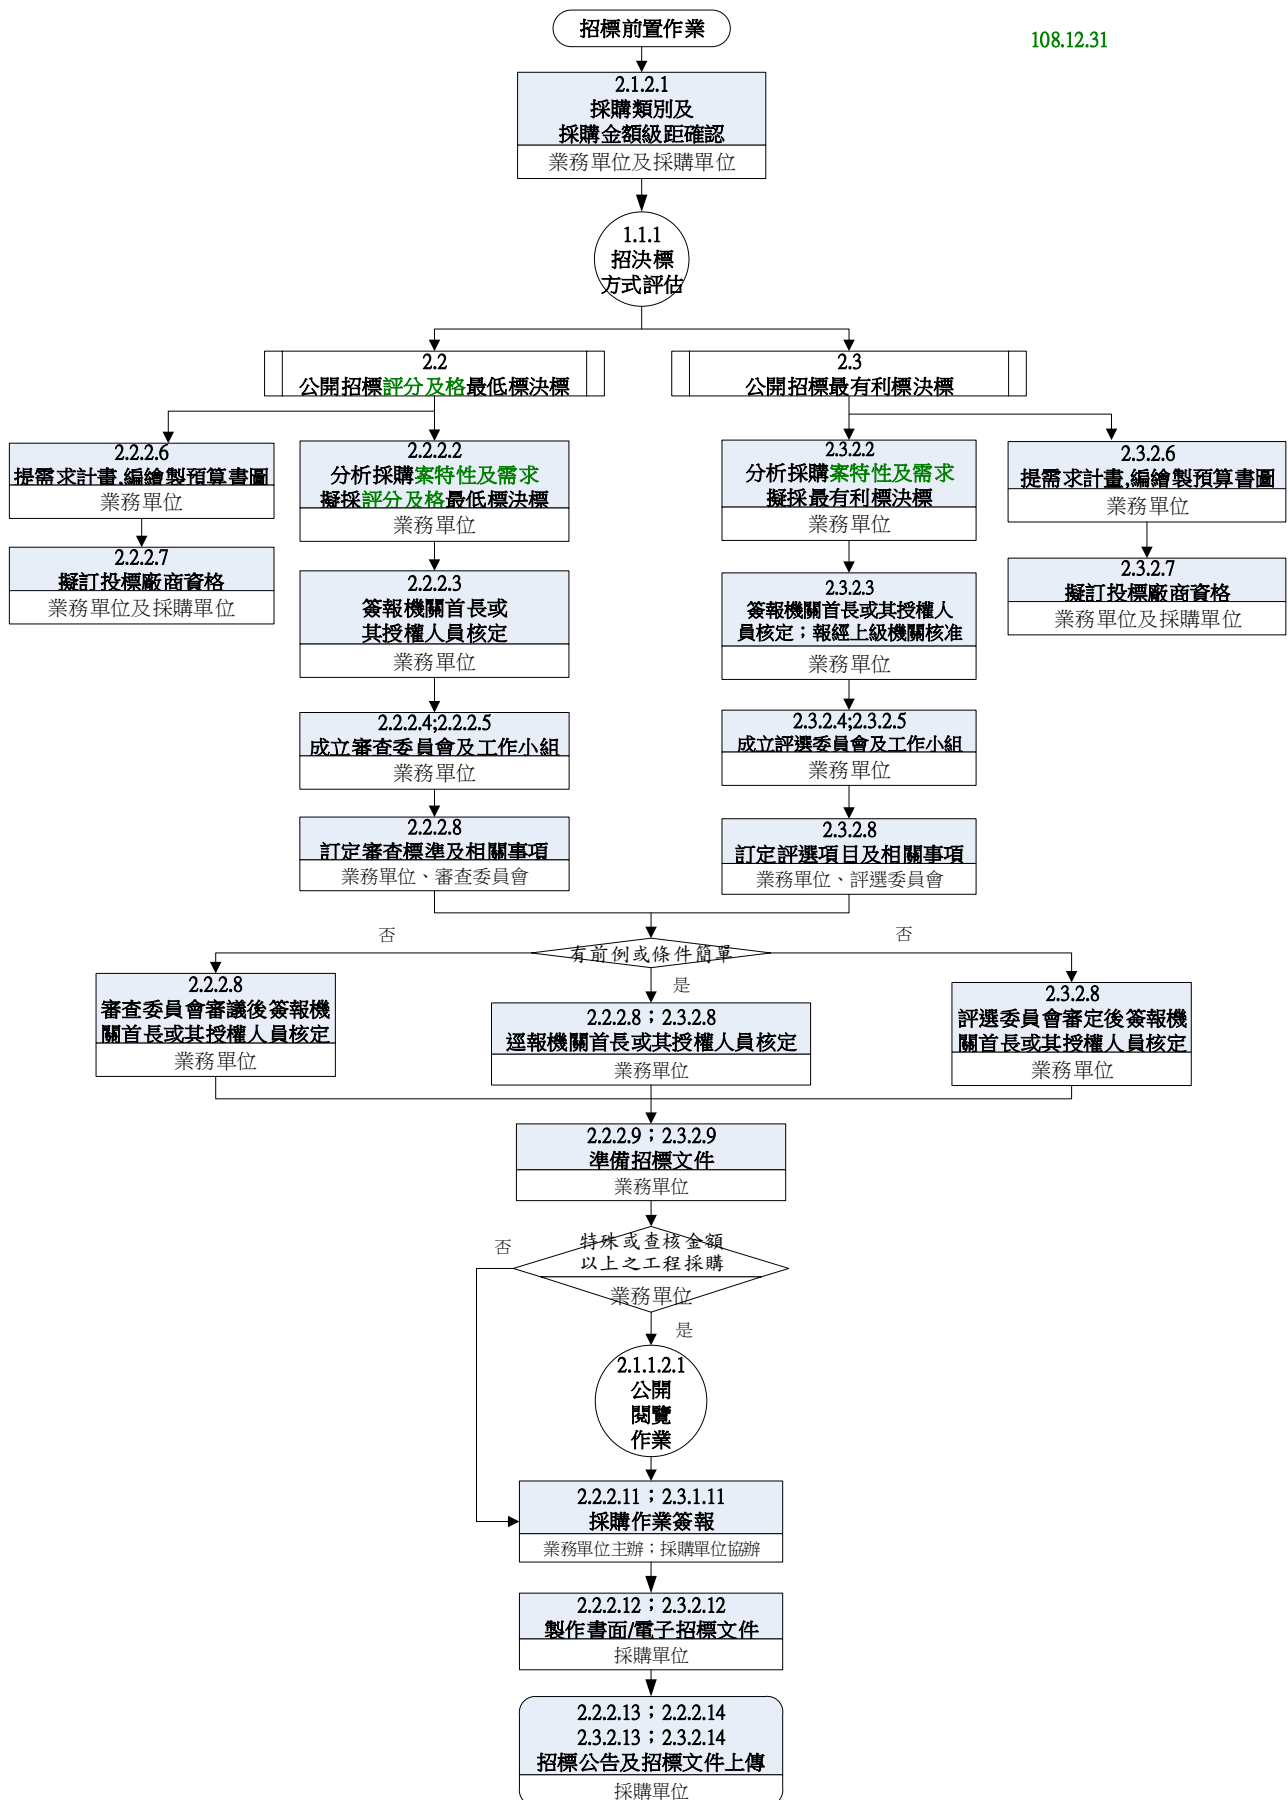 招標前置作業
108.12.31
2.1.2.1
採購類別及
採購金額級距確認
業務單位及採購單位
1.1.1
招決標
方式評估
2.2
公開招標評分及格最低標決標
2.3
公開招標最有利標決標
2.2.2.6
提需求計畫,編繪製預算書圖
業務單位
2.2.2.7
擬訂投標廠商資格
業務單位及採購單位
2.2.2.2
分析採購案特性及需求
擬採評分及格最低標決標
業務單位
2.2.2.3
簽報機關首長或
其授權人員核定
業務單位
2.2.2.4;2.2.2.5
成立審查委員會及工作小組
業務單位
2.2.2.8
訂定審查標準及相關事項
業務單位、審查委員會
2.3.2.2
分析採購案特性及需求
擬採最有利標決標
業務單位
2.3.2.3
簽報機關首長或其授權人
員核定；報經上級機關核准
業務單位
2.3.2.4;2.3.2.5
成立評選委員會及工作小組
業務單位
2.3.2.8
訂定評選項目及相關事項
業務單位、評選委員會
2.3.2.6
提需求計畫,編繪製預算書圖
業務單位
2.3.2.7
擬訂投標廠商資格
業務單位及採購單位
否
有前例或條件簡單
否
是
2.2.2.8
審查委員會審議後簽報機
關首長或其授權人員核定
業務單位
2.2.2.8；2.3.2.8
逕報機關首長或其授權人員核定
業務單位
2.3.2.8
評選委員會審定後簽報機
關首長或其授權人員核定
業務單位
2.2.2.9；2.3.2.9
準備招標文件
業務單位
否
特殊或查核金額
以上之工程採購
業務單位
是
2.1.1.2.1
公開
閱覽
作業
2.2.2.11；2.3.1.11
採購作業簽報
業務單位主辦；採購單位協辦
2.2.2.12；2.3.2.12
製作書面/電子招標文件
採購單位
2.2.2.13；2.2.2.14
2.3.2.13；2.3.2.14
招標公告及招標文件上傳
採購單位